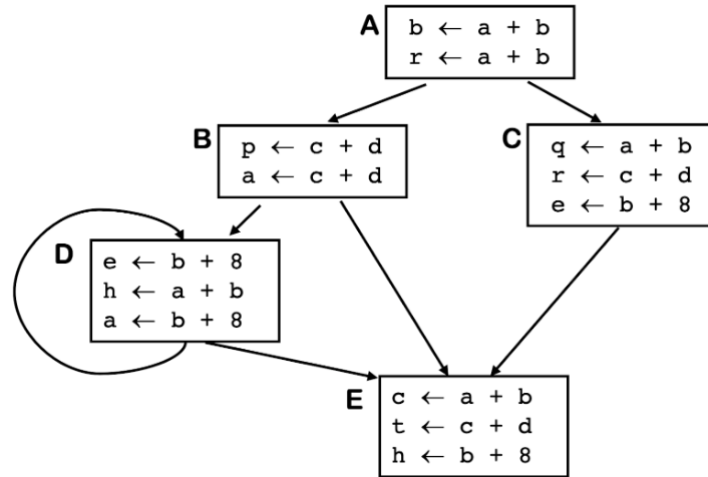 A
b ← a + b
r ← a + b
B
p ← c + d
a ← c + d
C
q ← a + b
r ← c + d
e ← b + 8
D
e ← b + 8
h ← a + b
a ← b + 8
E
c ← a + b
t ← c + d
h ← b + 8